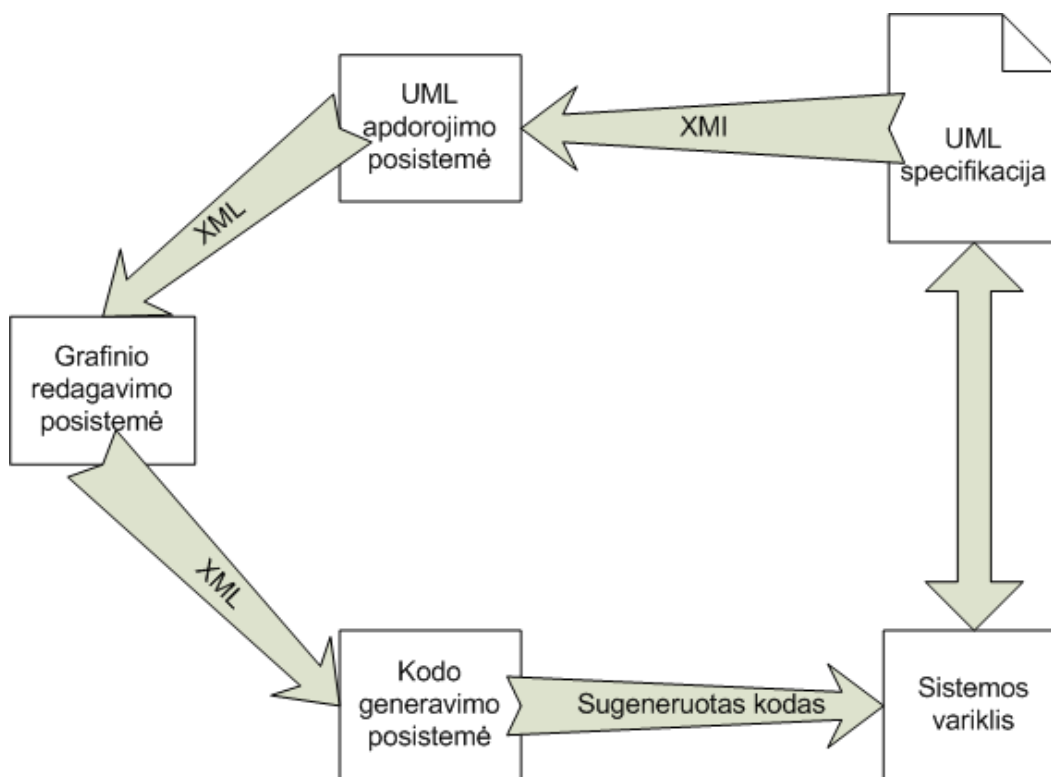 UML
apdorojimo
posistemė
XMI
UML
specifikacija
XML
Grafinio
redagavimo
posistemė
XML
Kodo
generavimo
posistemė
Sugeneruotas kodas
Sistemos
variklis